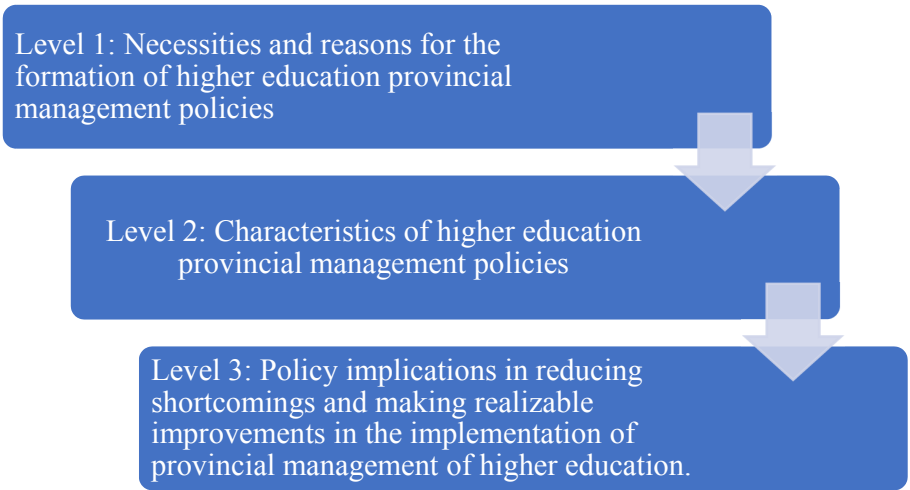 Level 1: Necessities and reasons for the
formation of higher education provincial
management policies
Level 2: Characteristics of higher education
provincial management policies
Level 3: Policy implications in reducing
shortcomings and making realizable
improvements in the implementation of
provincial management of higher education.